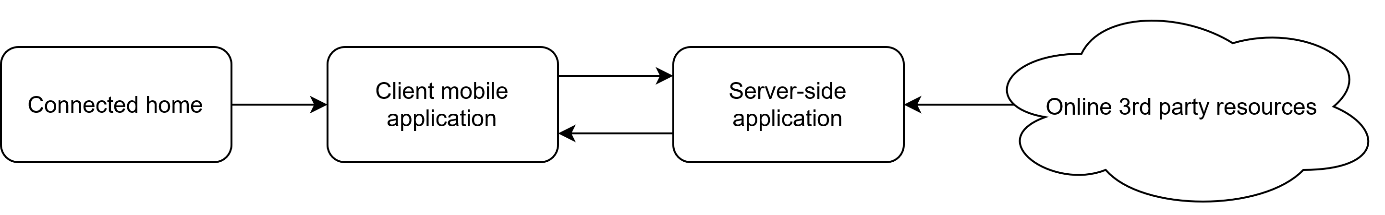 Connected home
Client mobile
application
Server-side
application
Online 3rd party resources